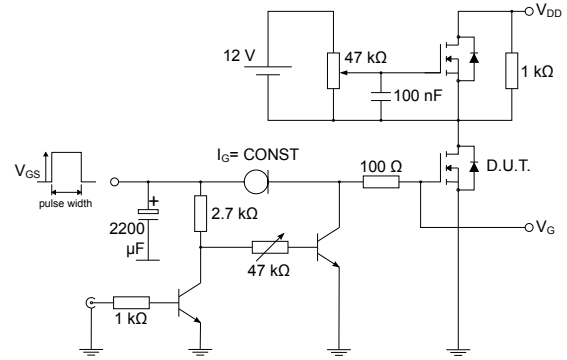 V_DD
12 V
47 kΩ
1 kΩ
100 nF
I_G= CONST
V_GS
pulse width
100 Ω
D.U.T.
+
2200
μF
2.7 kΩ
V_G
47 kΩ
1 kΩ